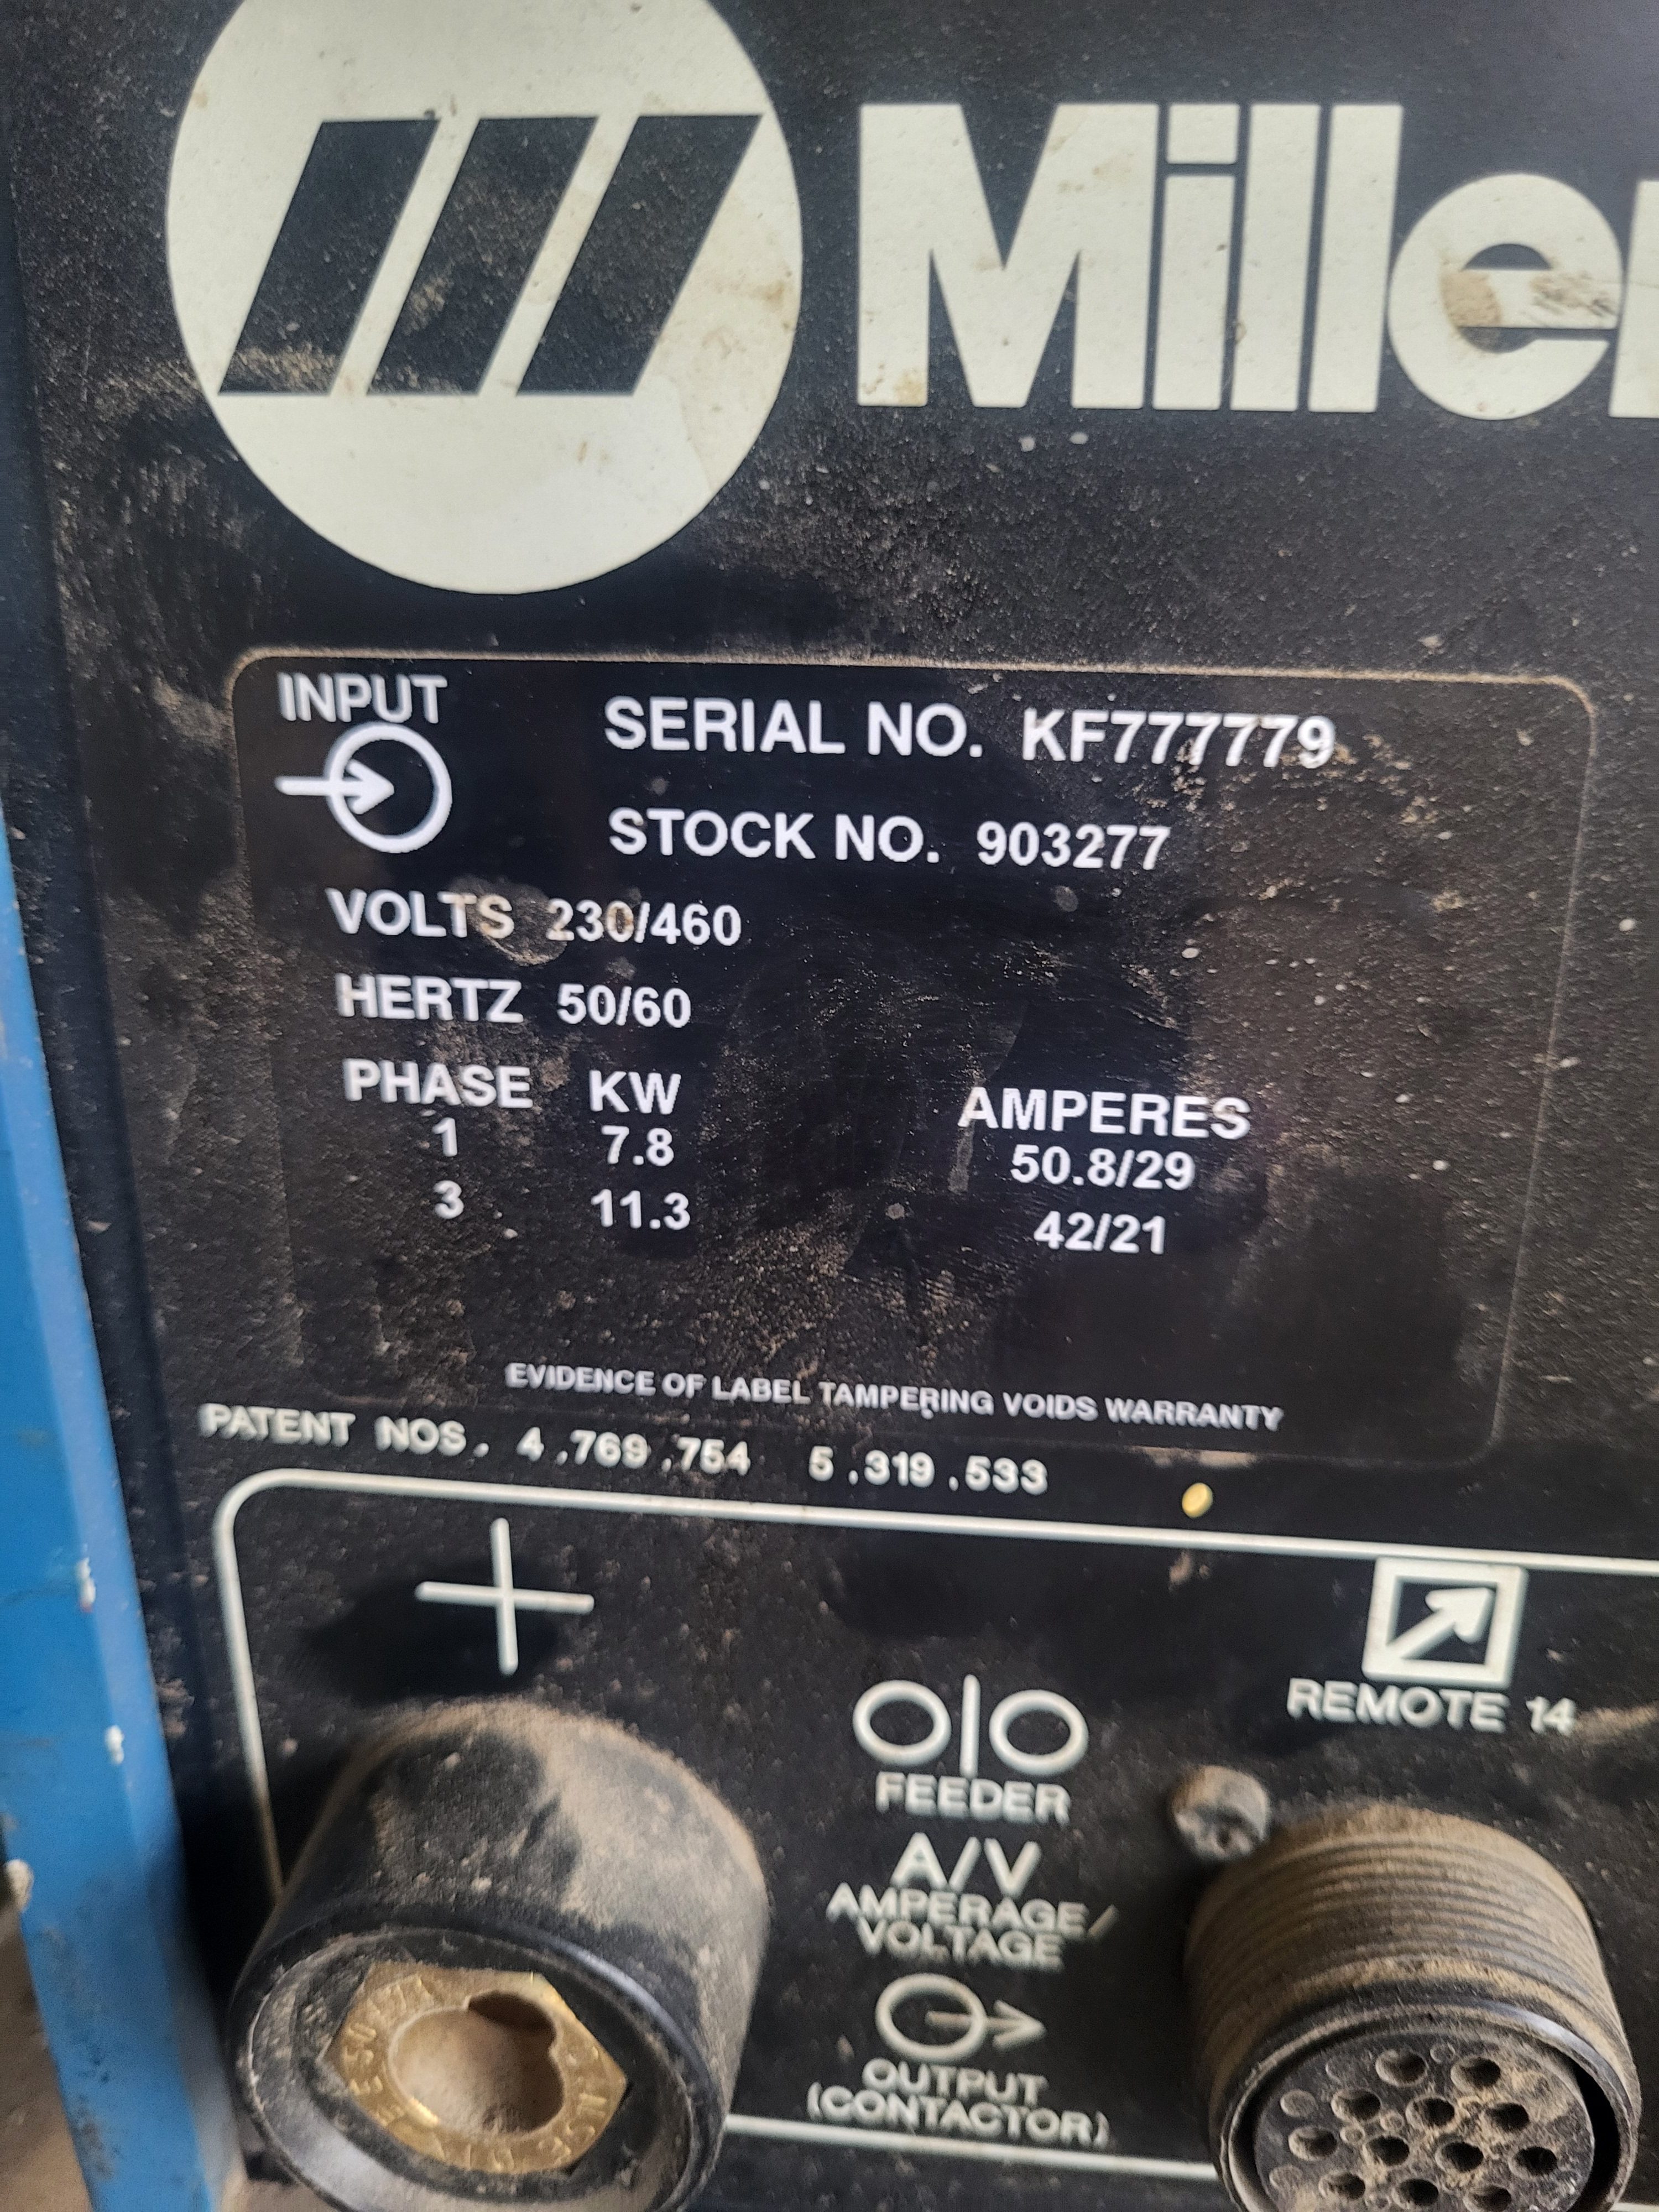 Miller
INPUT
SERIAL NO. KF777779
STOCK NO. 903277
VOLTS 230/460
HERTZ 50/60
PHASE KW AMPERES
1 7.8 50.8/29
3 11.3 42/21
EVIDENCE OF LABEL TAMPERING VOIDS WARRANTY
PATENT NOS. 4,769,754 5,319,533
REMOTE 14
FEEDER
A/V
AMPERAGE/
VOLTAGE
OUTPUT
(CONTACTOR)